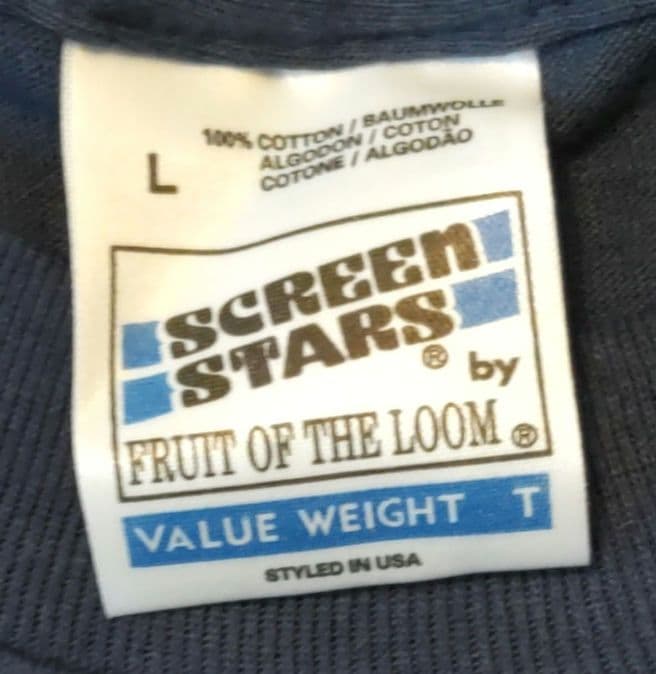 L
100% COTTON / BAUMWOLLE
ALGODON / COTON
COTONE / ALGODÃO
SCREEn
STARS®
by
FRUIT OF THE LOOM®
VALUE WEIGHT T
STYLED IN USA